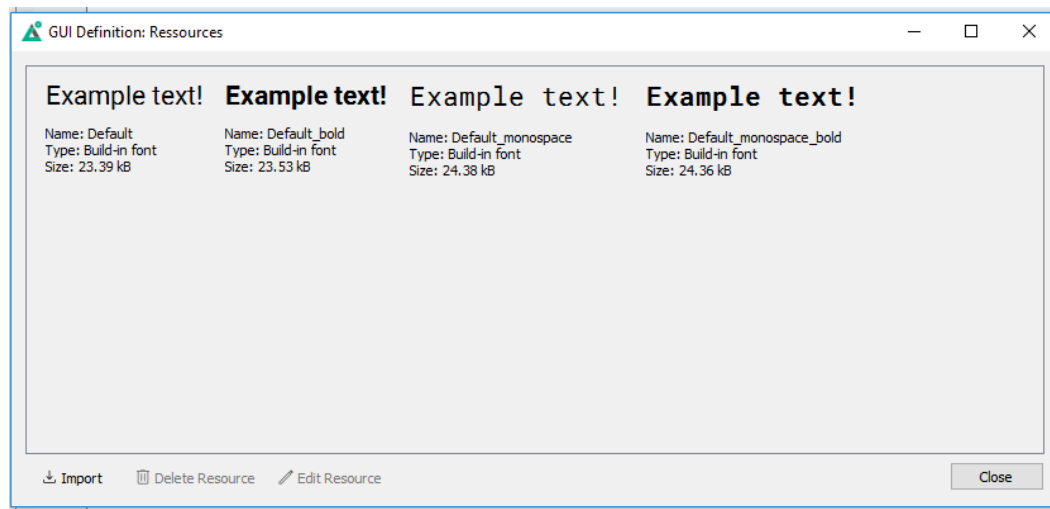 GUI Definition: Ressources
Example text!
Name: Default
Type: Build-in font
Size: 23.39 kB
Example text!
Name: Default_bold
Type: Build-in font
Size: 23.53 kB
Example text!
Name: Default_monospace
Type: Build-in font
Size: 24.38 kB
Example text!
Name: Default_monospace_bold
Type: Build-in font
Size: 24.36 kB
Import
Delete Resource
Edit Resource
Close